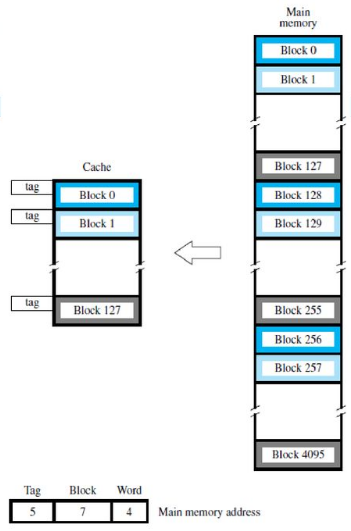 Main
memory
Block 0
Block 1
Block 127
Block 128
Block 129
Block 255
Block 256
Block 257
Block 4095
Cache
tag
Block 0
tag
Block 1
tag
Block 127
Tag Block Word
5 7 4 Main memory address